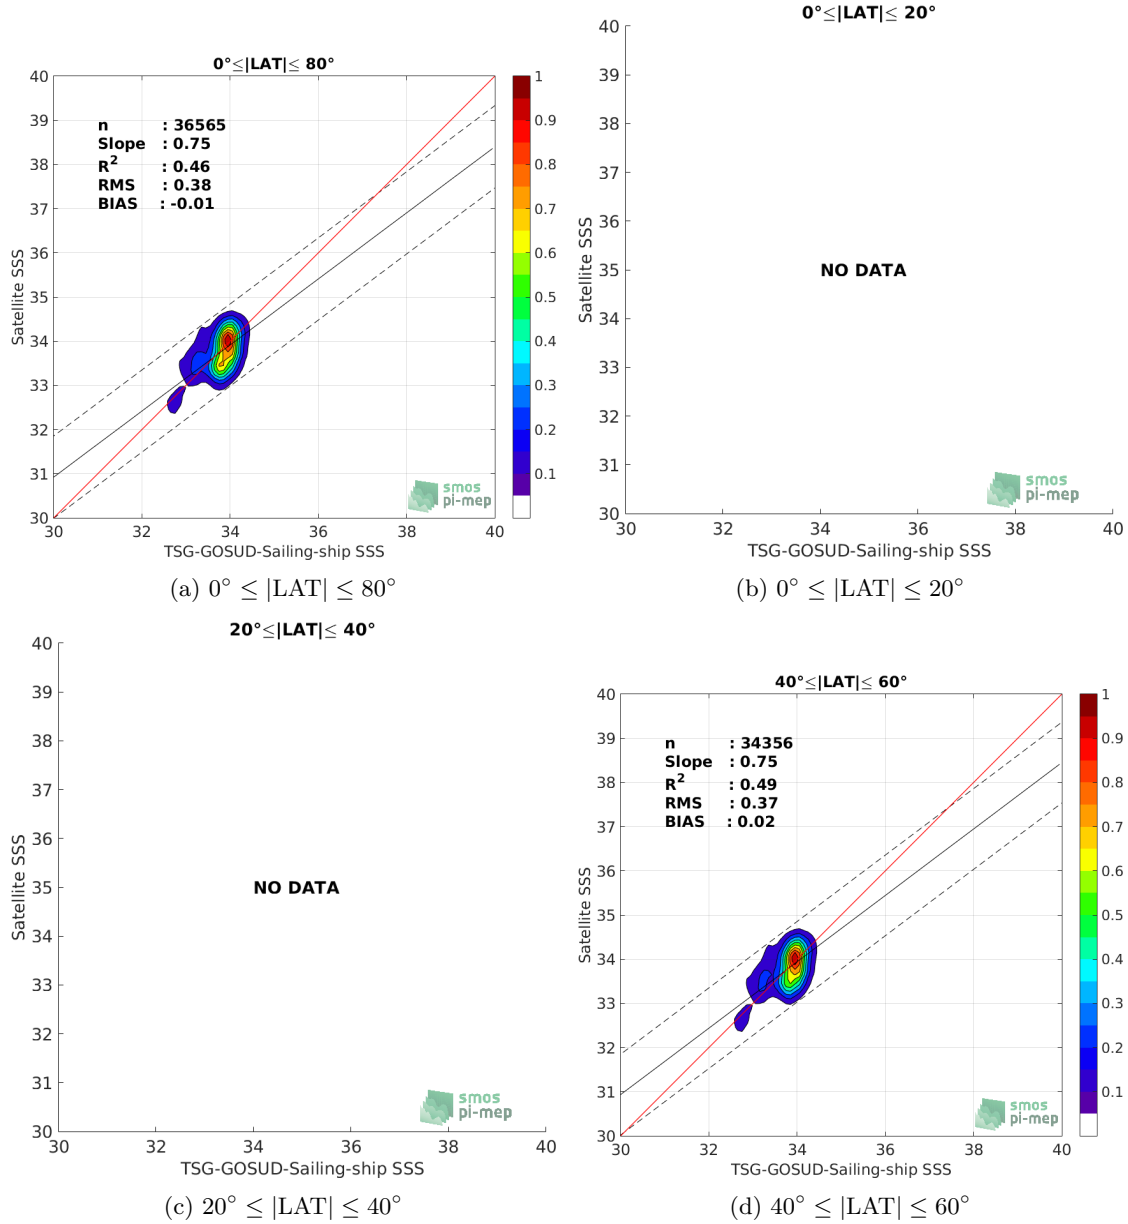 0°≤|LAT|≤ 80°
n : 36565
Slope : 0.75
R2 : 0.46
RMS : 0.38
BIAS : -0.01
40
39
38
37
36
35
34
33
32
31
30
30 32 34 36 38 40
Satellite SSS
TSG-GOSUD-Sailing-ship SSS
1
0.9
0.8
0.7
0.6
0.5
0.4
0.3
0.2
0.1
smos
pi-mep
(a) 0° ≤ |LAT| ≤ 80°
0°≤|LAT|≤ 20°
40
39
38
37
36
35
34
33
32
31
30
30 32 34 36 38 40
Satellite SSS
NO DATA
TSG-GOSUD-Sailing-ship SSS
smos
pi-mep
(b) 0° ≤ |LAT| ≤ 20°
20°≤|LAT|≤ 40°
40
39
38
37
36
35
34
33
32
31
30
30 32 34 36 38 40
Satellite SSS
NO DATA
TSG-GOSUD-Sailing-ship SSS
smos
pi-mep
(c) 20° ≤ |LAT| ≤ 40°
40°≤|LAT|≤ 60°
n : 34356
Slope : 0.75
R2 : 0.49
RMS : 0.37
BIAS : 0.02
40
39
38
37
36
35
34
33
32
31
30
30 32 34 36 38 40
Satellite SSS
TSG-GOSUD-Sailing-ship SSS
1
0.9
0.8
0.7
0.6
0.5
0.4
0.3
0.2
0.1
smos
pi-mep
(d) 40° ≤ |LAT| ≤ 60°